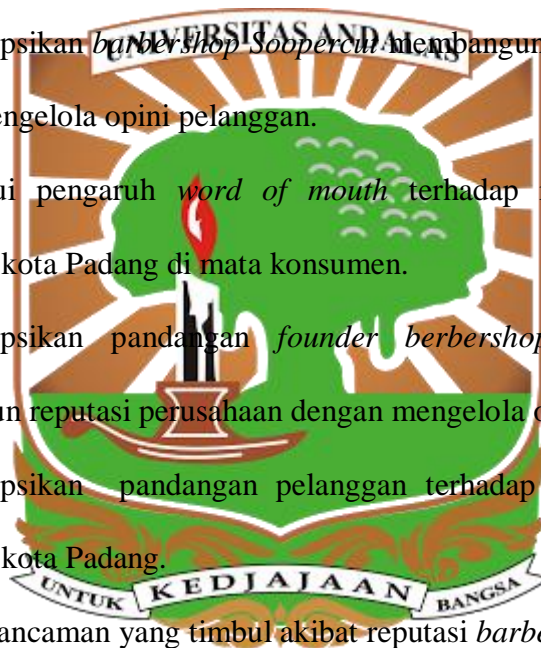 UNIVERSITAS ANDALAS
psikan barbershop Soopercut membangun
ngelola opini pelanggan.
ui pengaruh word of mouth terhadap
kota Padang di mata konsumen.
psikan pandangan founder berbershop
un reputasi perusahaan dengan mengelola o
psikan pandangan pelanggan terhadap
kota Padang.
UNTUK KEDJAJAAN BANGSA
ancaman yang timbul akibat reputasi barbe